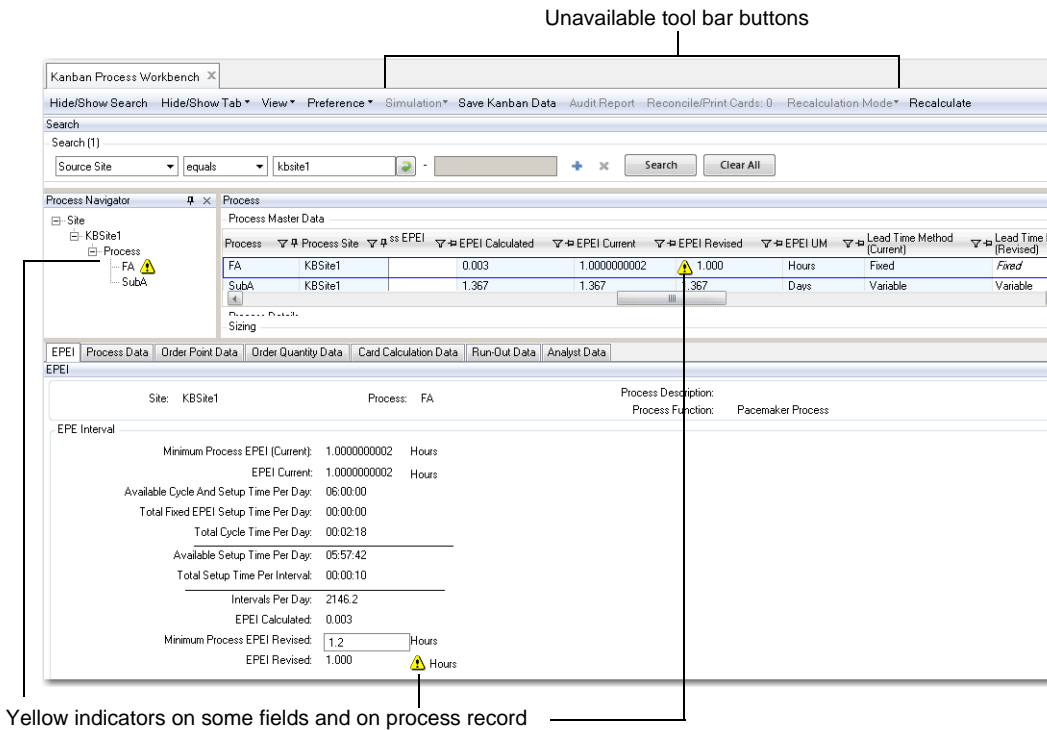 Unavailable tool bar buttons
Kanban Process Workbench
Hide/Show Search Hide/Show Tab View Preference Simulation Save Kanban Data Audit Report Reconcile/Print Cards: 0 Recalculation Mode Recalculate
Search
Search (1)
Source Site equals kbsite1 - Search Clear All
Process Navigator
Process
Site
KBSite1
Process
FA
SubA
Process Master Data
Process Process Site ss EPEI EPEI Calculated EPEI Current EPEI Revised EPEI UM Lead Time Method (Current) Lead Time (Revised)
FA KBSite1 0.003 1.0000000002 1.000 Hours Fixed Fixed
SubA KBSite1 1.367 1.367 1.367 Days Variable Variable
Process Details
Sizing
EPEI Process Data Order Point Data Order Quantity Data Card Calculation Data Run-Out Data Analyst Data
EPEI
Site: KBSite1 Process: FA Process Description:
Process Function: Pacemaker Process
EPE Interval
Minimum Process EPEI (Current): 1.0000000002 Hours
EPEI Current: 1.0000000002 Hours
Available Cycle And Setup Time Per Day: 06:00:00
Total Fixed EPEI Setup Time Per Day: 00:00:00
Total Cycle Time Per Day: 00:02:18
Available Setup Time Per Day: 05:57:42
Total Setup Time Per Interval: 00:00:10
Intervals Per Day: 2146.2
EPEI Calculated: 0.003
Minimum Process EPEI Revised: 1.2 Hours
EPEI Revised: 1.000 Hours
Yellow indicators on some fields and on process record